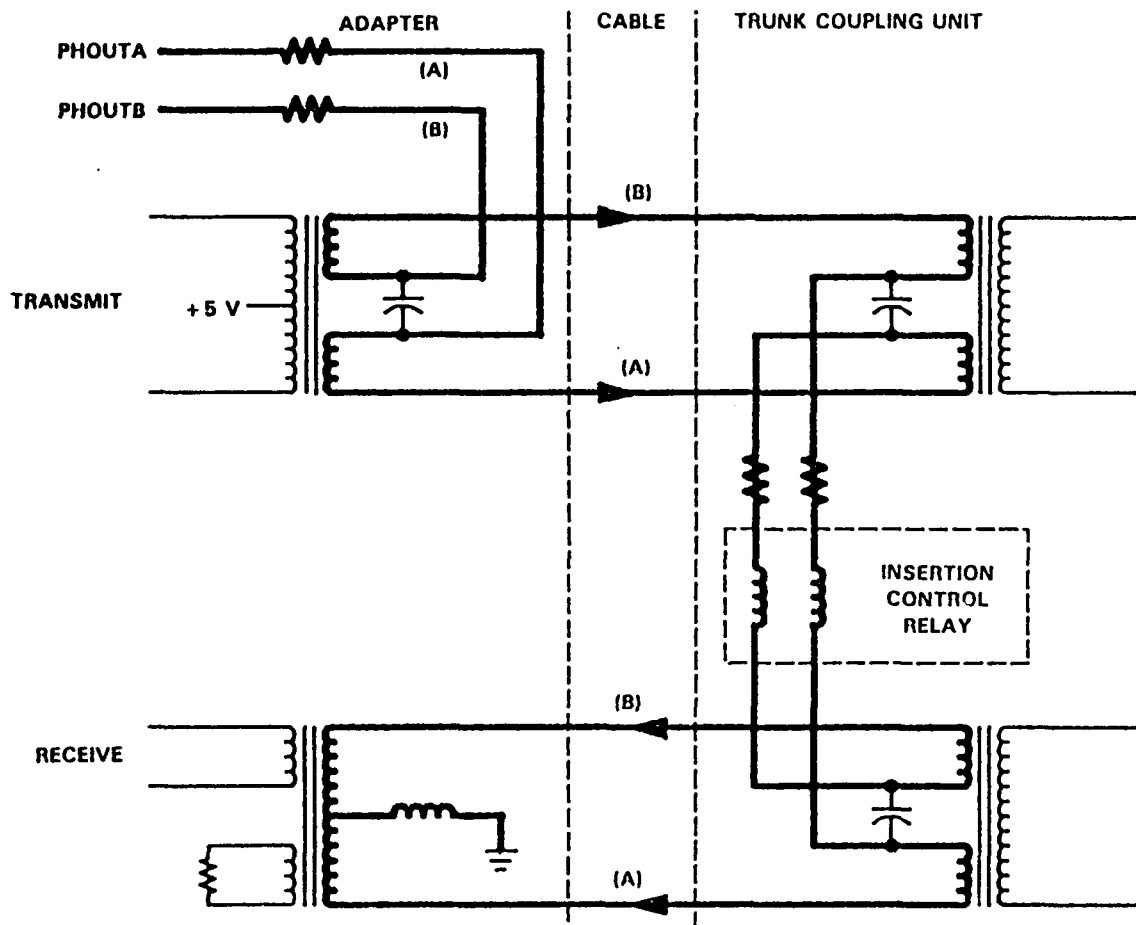 ADAPTER
CABLE
TRUNK COUPLING UNIT
PHOUTA
(A)
PHOUTB
(B)
(B)
TRANSMIT
+5 V
(A)
INSERTION
CONTROL
RELAY
(B)
RECEIVE
(A)